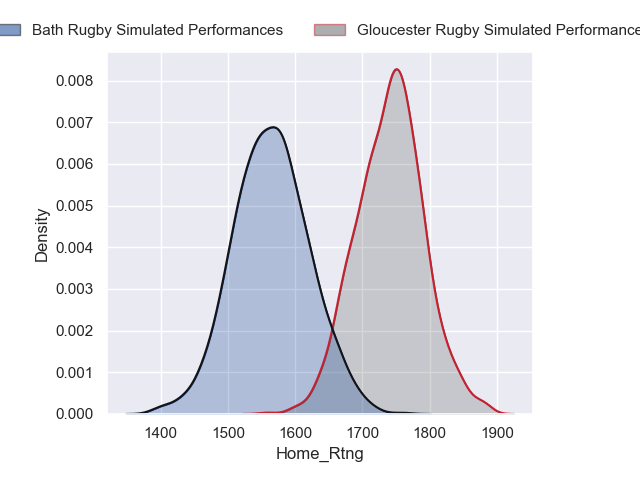 Bath Rugby Simulated Performances Gloucester Rugby Simulated Performance
0.008
0.007
0.006
0.005
0.004
0.003
0.002
0.001
0.000
Density
1400 1500 1600 1700 1800 1900
Home_Rtng